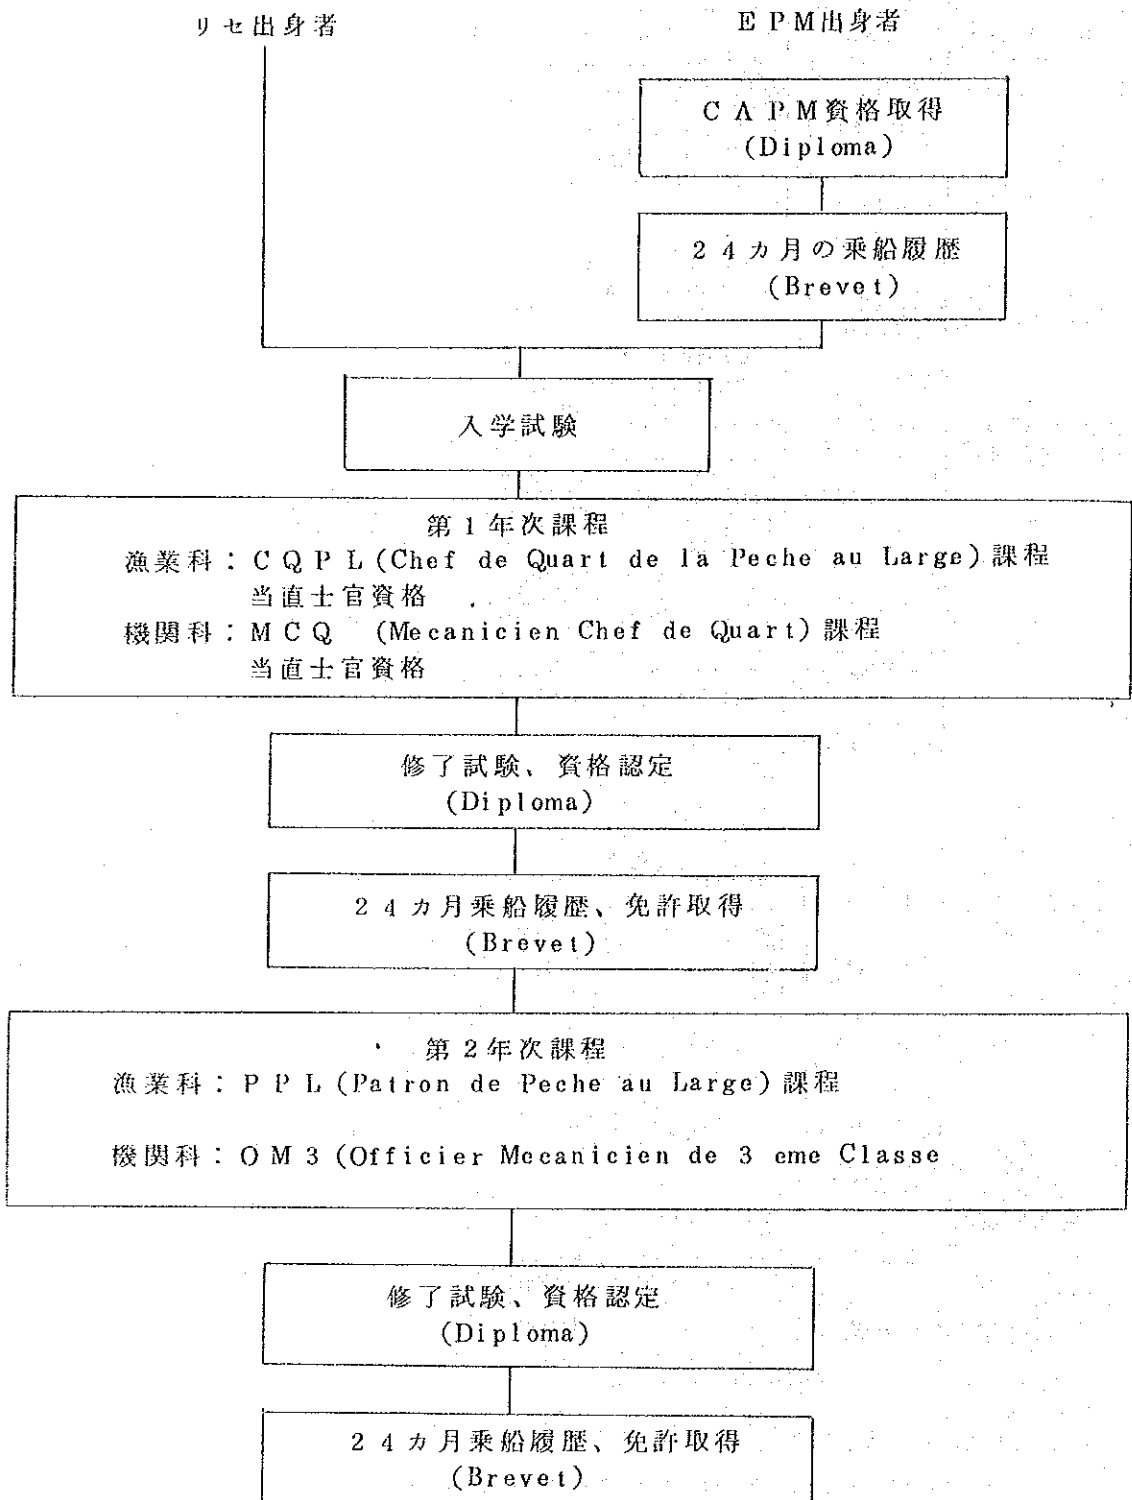 リセ出身者
EPM出身者
CAPM資格取得
(Diploma)
24カ月の乗船履歴
(Brevet)
入学試験
第1年次課程
漁業科：CQPL(Chef de Quart de la Peche au Large)課程
当直士官資格
機関科：MCQ (Mecanicien Chef de Quart)課程
当直士官資格
修了試験、資格認定
(Diploma)
24カ月乗船履歴、免許取得
(Brevet)
第2年次課程
漁業科：PPL(Patron de Peche au Large)課程
機関科：OM3(Officier Mecanicien de 3 eme Classe
修了試験、資格認定
(Diploma)
24カ月乗船履歴、免許取得
(Brevet)